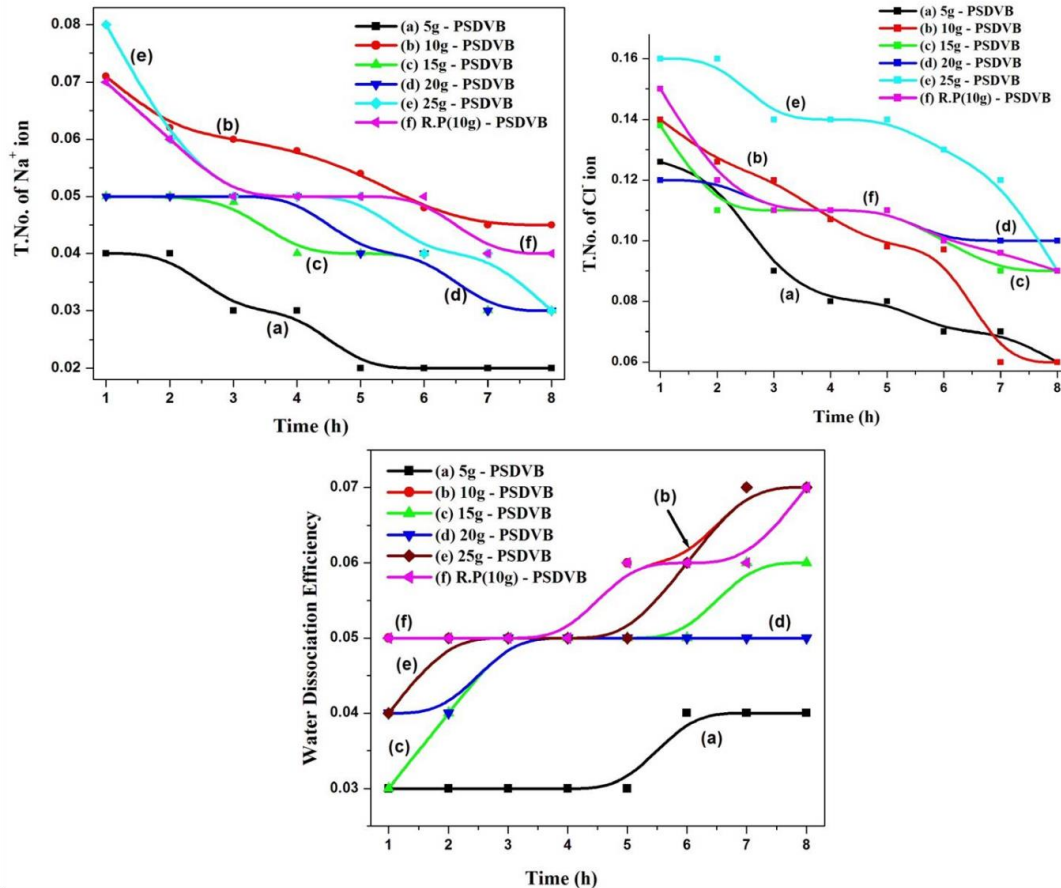 T.No. of Na+ ion
0.08
0.07
0.06
0.05
0.04
0.03
0.02
(a) 5g - PSDVB
(b) 10g - PSDVB
(c) 15g - PSDVB
(d) 20g - PSDVB
(e) 25g - PSDVB
(f) R.P(10g) - PSDVB
(e)
(b)
(f)
(c)
(d)
(a)
1 2 3 4 5 6 7 8
Time (h)
T.No. of Cl- ion
0.16
0.14
0.12
0.10
0.08
0.06
(a) 5g - PSDVB
(b) 10g - PSDVB
(c) 15g - PSDVB
(d) 20g - PSDVB
(e) 25g - PSDVB
(f) R.P(10g) - PSDVB
(e)
(b)
(f)
(d)
(c)
(a)
1 2 3 4 5 6 7 8
Time (h)
Water Dissociation Efficiency
0.07
0.06
0.05
0.04
0.03
(a) 5g - PSDVB
(b) 10g - PSDVB
(c) 15g - PSDVB
(d) 20g - PSDVB
(e) 25g - PSDVB
(f) R.P(10g) - PSDVB
(b)
(f)
(d)
(e)
(c)
(a)
1 2 3 4 5 6 7 8
Time (h)